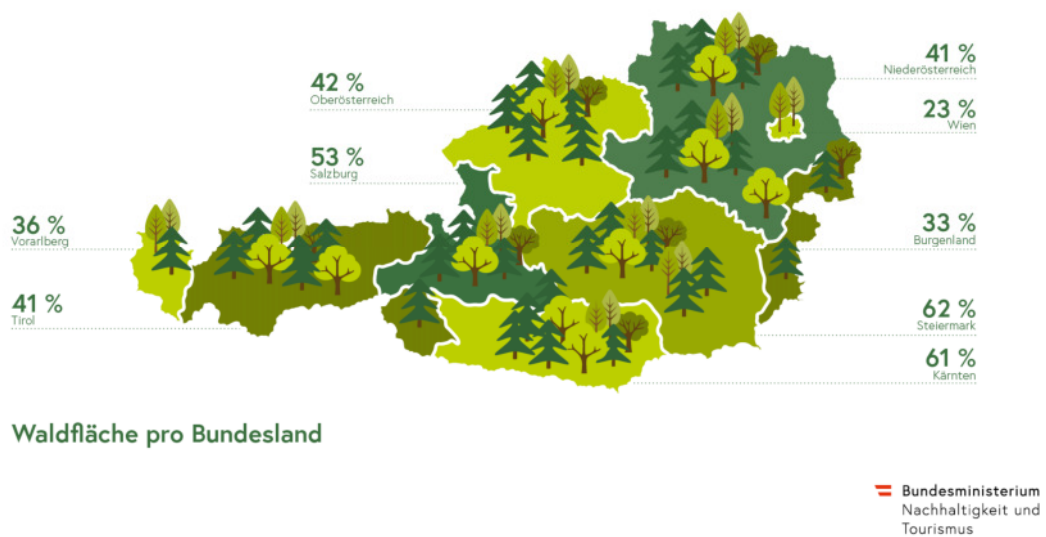 42 %
Oberösterreich
53 %
Salzburg
36 %
Vorarlberg
41 %
Tirol
41 %
Niederösterreich
23 %
Wien
33 %
Burgenland
62 %
Steiermark
61 %
Kärnten
Waldfläche pro Bundesland
Bundesministerium
Nachhaltigkeit und
Tourismus